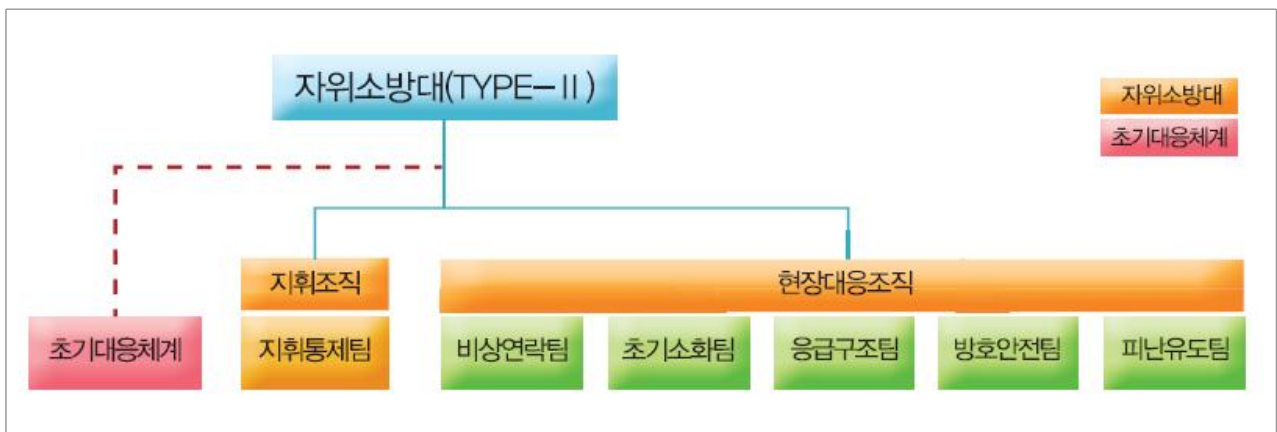 자위소방대(TYPE-Ⅱ)
자위소방대
초기대응체계
지휘조직
현장대응조직
초기대응체계
지휘통제팀
비상연락팀
초기소화팀
응급구조팀
방호안전팀
피난유도팀